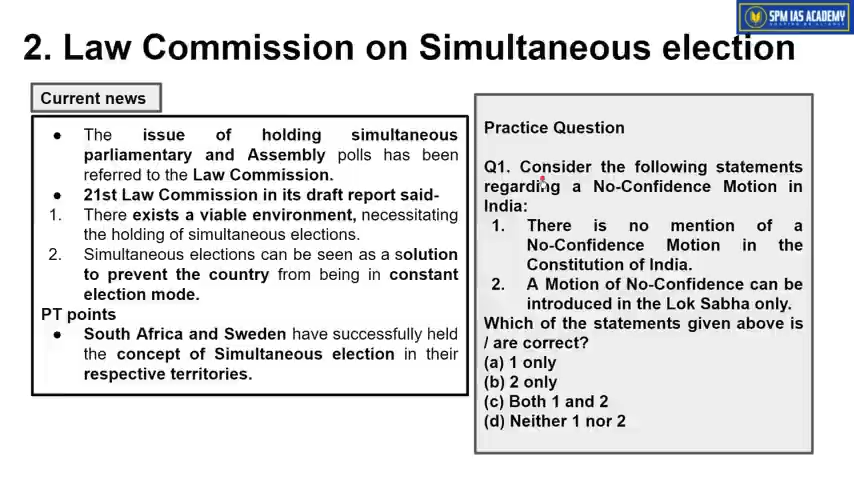 SPM IAS ACADEMY
2. Law Commission on Simultaneous election
Current news
● The issue of holding simultaneous
parliamentary and Assembly polls has been
referred to the Law Commission.
● 21st Law Commission in its draft report said-
1. There exists a viable environment, necessitating
the holding of simultaneous elections.
2. Simultaneous elections can be seen as a solution
to prevent the country from being in constant
election mode.
PT points
● South Africa and Sweden have successfully held
the concept of Simultaneous election in their
respective territories.
Practice Question
Q1. Consider the following statements
regarding a No-Confidence Motion in
India:
1. There is no mention of a
No-Confidence Motion in the
Constitution of India.
2. A Motion of No-Confidence can be
introduced in the Lok Sabha only.
Which of the statements given above is
/ are correct?
(a) 1 only
(b) 2 only
(c) Both 1 and 2
(d) Neither 1 nor 2